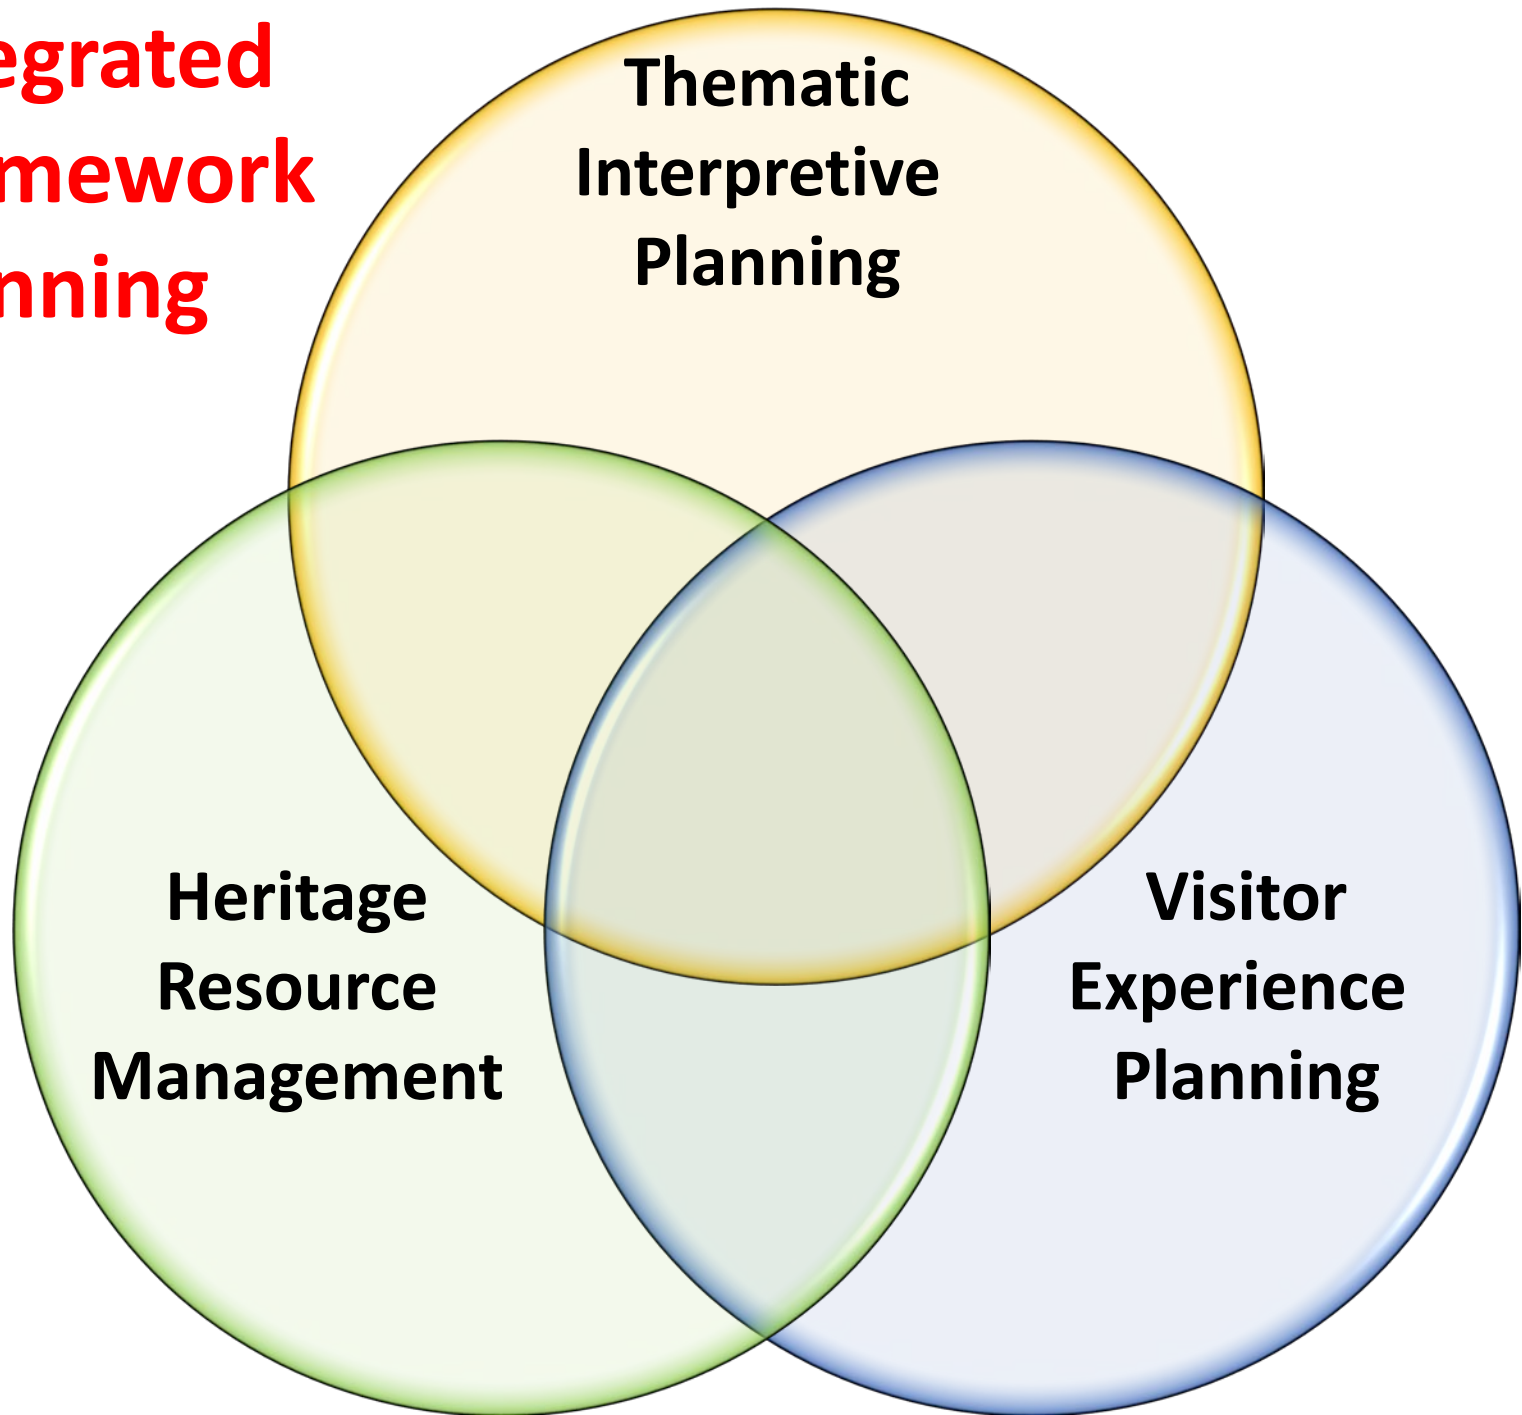 egrated
mework
nning
Thematic
Interpretive
Planning
Heritage
Resource
Management
Visitor
Experience
Planning